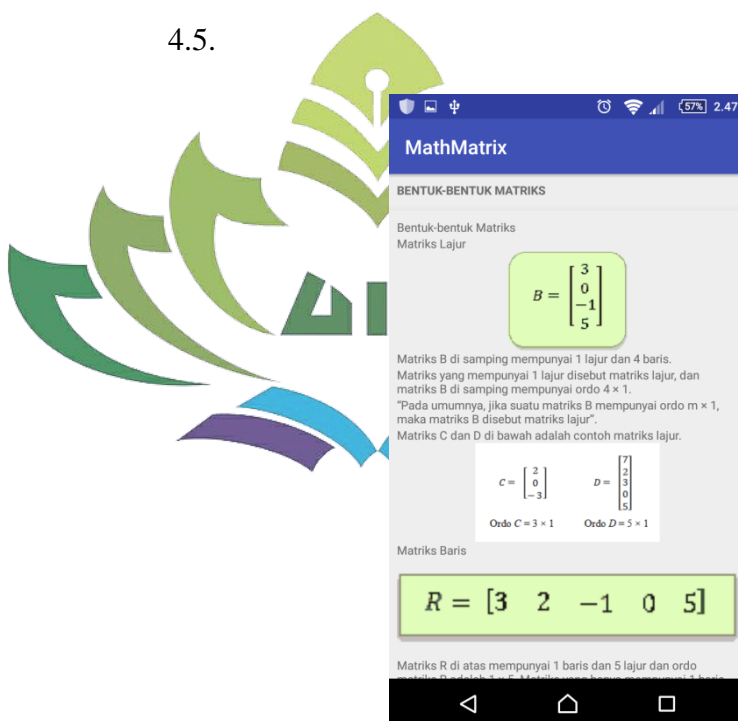 4.5.
57% 2.47
MathMatrix
BENTUK-BENTUK MATRIKS
Bentuk-bentuk Matriks
Matriks Lajur
B = [3 0 −1 5]
Matriks B di samping mempunyai 1 lajur dan 4 baris.
Matriks yang mempunyai 1 lajur disebut matriks lajur, dan
matriks B di samping mempunyai ordo 4 × 1.
“Pada umumnya, jika suatu matriks B mempunyai ordo m × 1,
maka matriks B disebut matriks lajur”.
Matriks C dan D di bawah adalah contoh matriks lajur.
C = [2 0 −3] D = [7 2 3 0 5]
Ordo C = 3 × 1 Ordo D = 5 × 1
Matriks Baris
R = [3 2 −1 0 5]
Matriks R di atas mempunyai 1 baris dan 5 lajur dan ordo